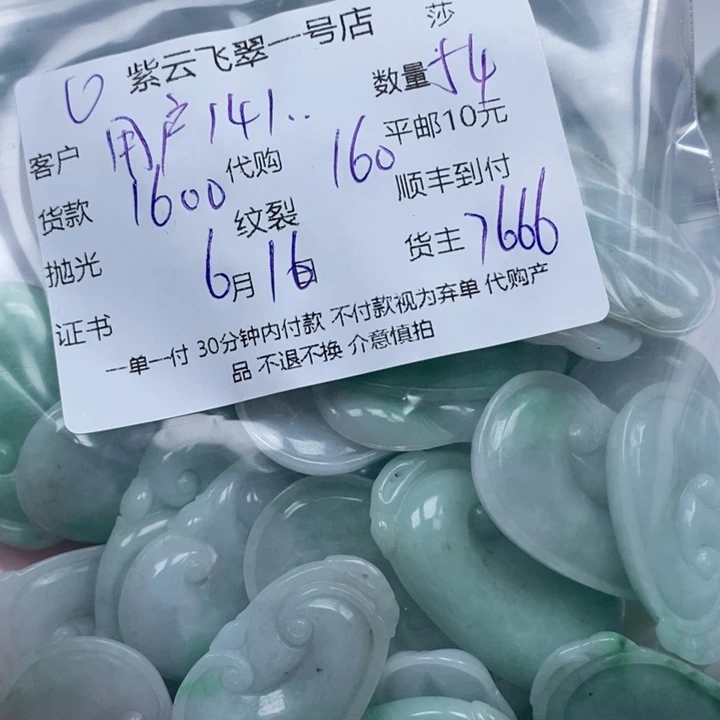 莎
紫云飞翠一号店
数量 54
客户 用户141..
平邮10元
货款 1600 代购 160
顺丰到付
抛光 纹裂
货主 7666
6月16日
证书
一单一付 30分钟内付款 不付款视为弃单 代购产
品 不退不换 介意慎拍